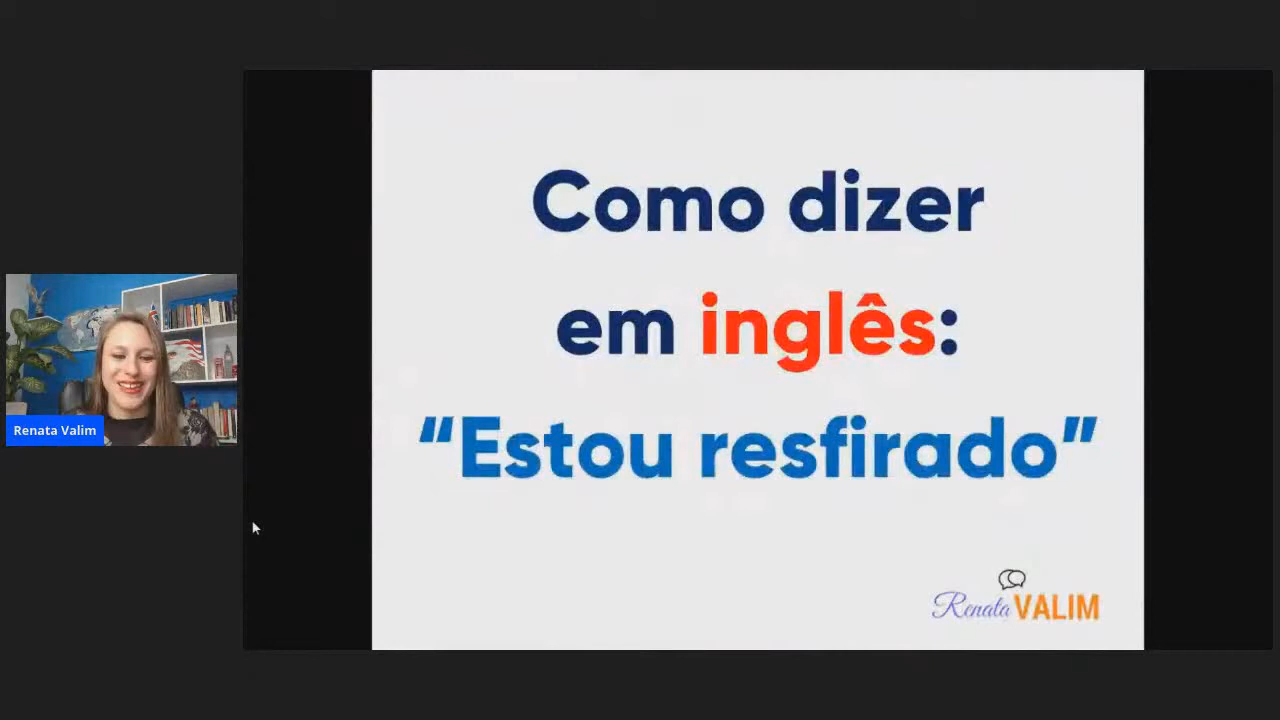 Como dizer
em inglês:
“Estou resfirado”
Renata Valim
Renata VALIM